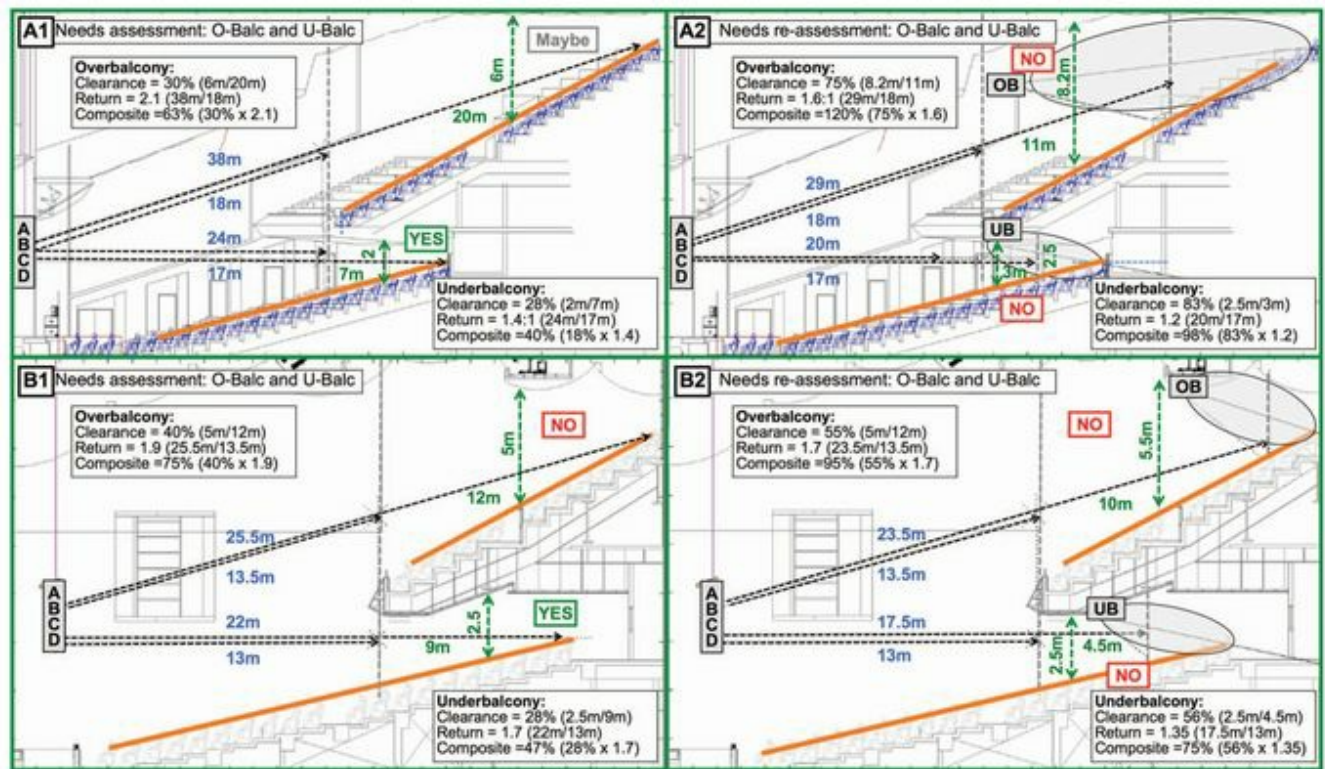 A1 Needs assessment: O-Balc and U-Balc
Maybe
Overbalcony:
Clearance = 30% (6m/20m)
Return = 2.1 (38m/18m)
Composite =63% (30% x 2.1)
6m
20m
38m
18m
A
B
C
D
24m
17m
2
YES
7m
Underbalcony:
Clearance = 28% (2m/7m)
Return = 1.4:1 (24m/17m)
Composite =40% (18% x 1.4)
A2 Needs re-assessment: O-Balc and U-Balc
NO
OB
Overbalcony:
Clearance = 75% (8.2m/11m)
Return = 1.6:1 (29m/18m)
Composite =120% (75% x 1.6)
8.2m
11m
29m
18m
A
B
C
D
20m
17m
UB
2.5
3m
NO
Underbalcony:
Clearance = 83% (2.5m/3m)
Return = 1.2 (20m/17m)
Composite =98% (83% x 1.2)
B1 Needs assessment: O-Balc and U-Balc
Overbalcony:
Clearance = 40% (5m/12m)
Return = 1.9 (25.5m/13.5m)
Composite =75% (40% x 1.9)
5m
NO
12m
25.5m
13.5m
A
B
C
D
22m
13m
2.5
YES
9m
Underbalcony:
Clearance = 28% (2.5m/9m)
Return = 1.7 (22m/13m)
Composite =47% (28% x 1.7)
B2 Needs re-assessment: O-Balc and U-Balc
OB
Overbalcony:
Clearance = 55% (5m/12m)
Return = 1.7 (23.5m/13.5m)
Composite =95% (55% x 1.7)
NO
5.5m
10m
23.5m
13.5m
A
B
C
D
17.5m
13m
UB
2.5m
4.5m
NO
Underbalcony:
Clearance = 56% (2.5m/4.5m)
Return = 1.35 (17.5m/13m)
Composite =75% (56% x 1.35)